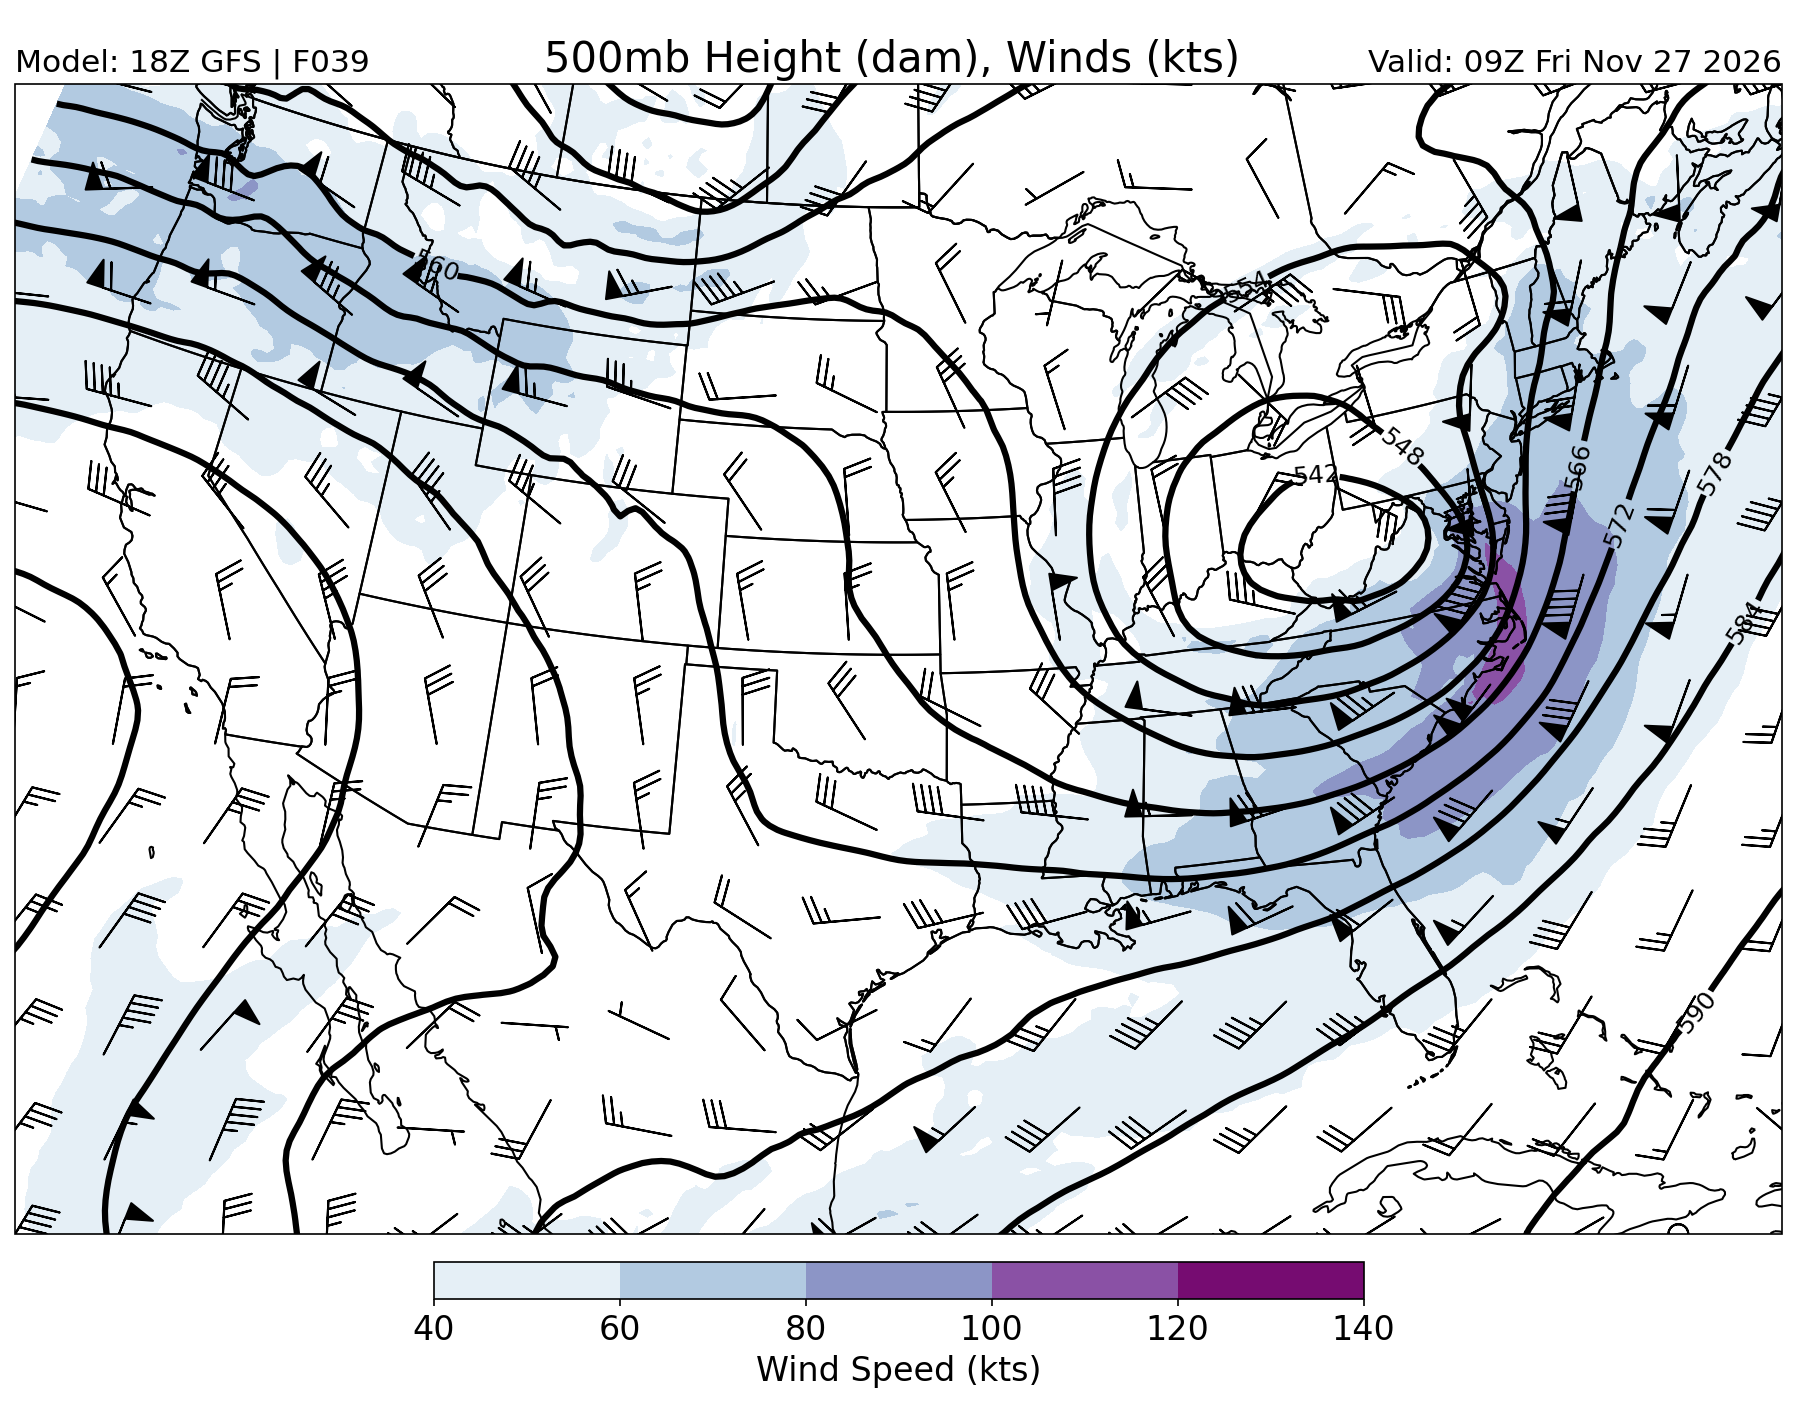 Model: 18Z GFS | F039
500mb Height (dam), Winds (kts)
Valid: 09Z Fri Nov 27 2026
560
554
548
542
566
572
578
584
590
40 60 80 100 120 140
Wind Speed (kts)